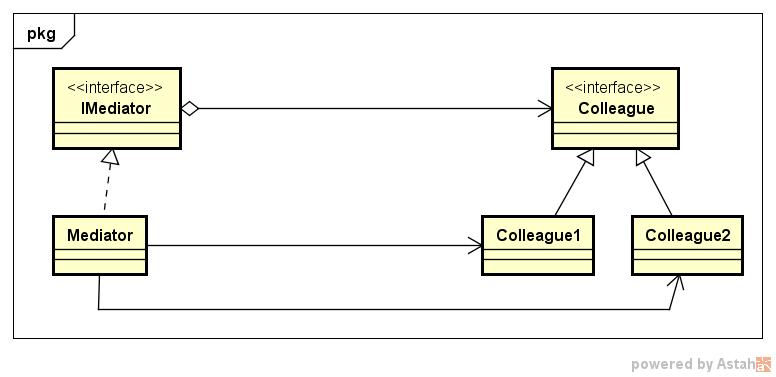 pkg
<<interface>>
IMediator
<<interface>>
Colleague
Mediator
Colleague1
Colleague2
powered by Astah